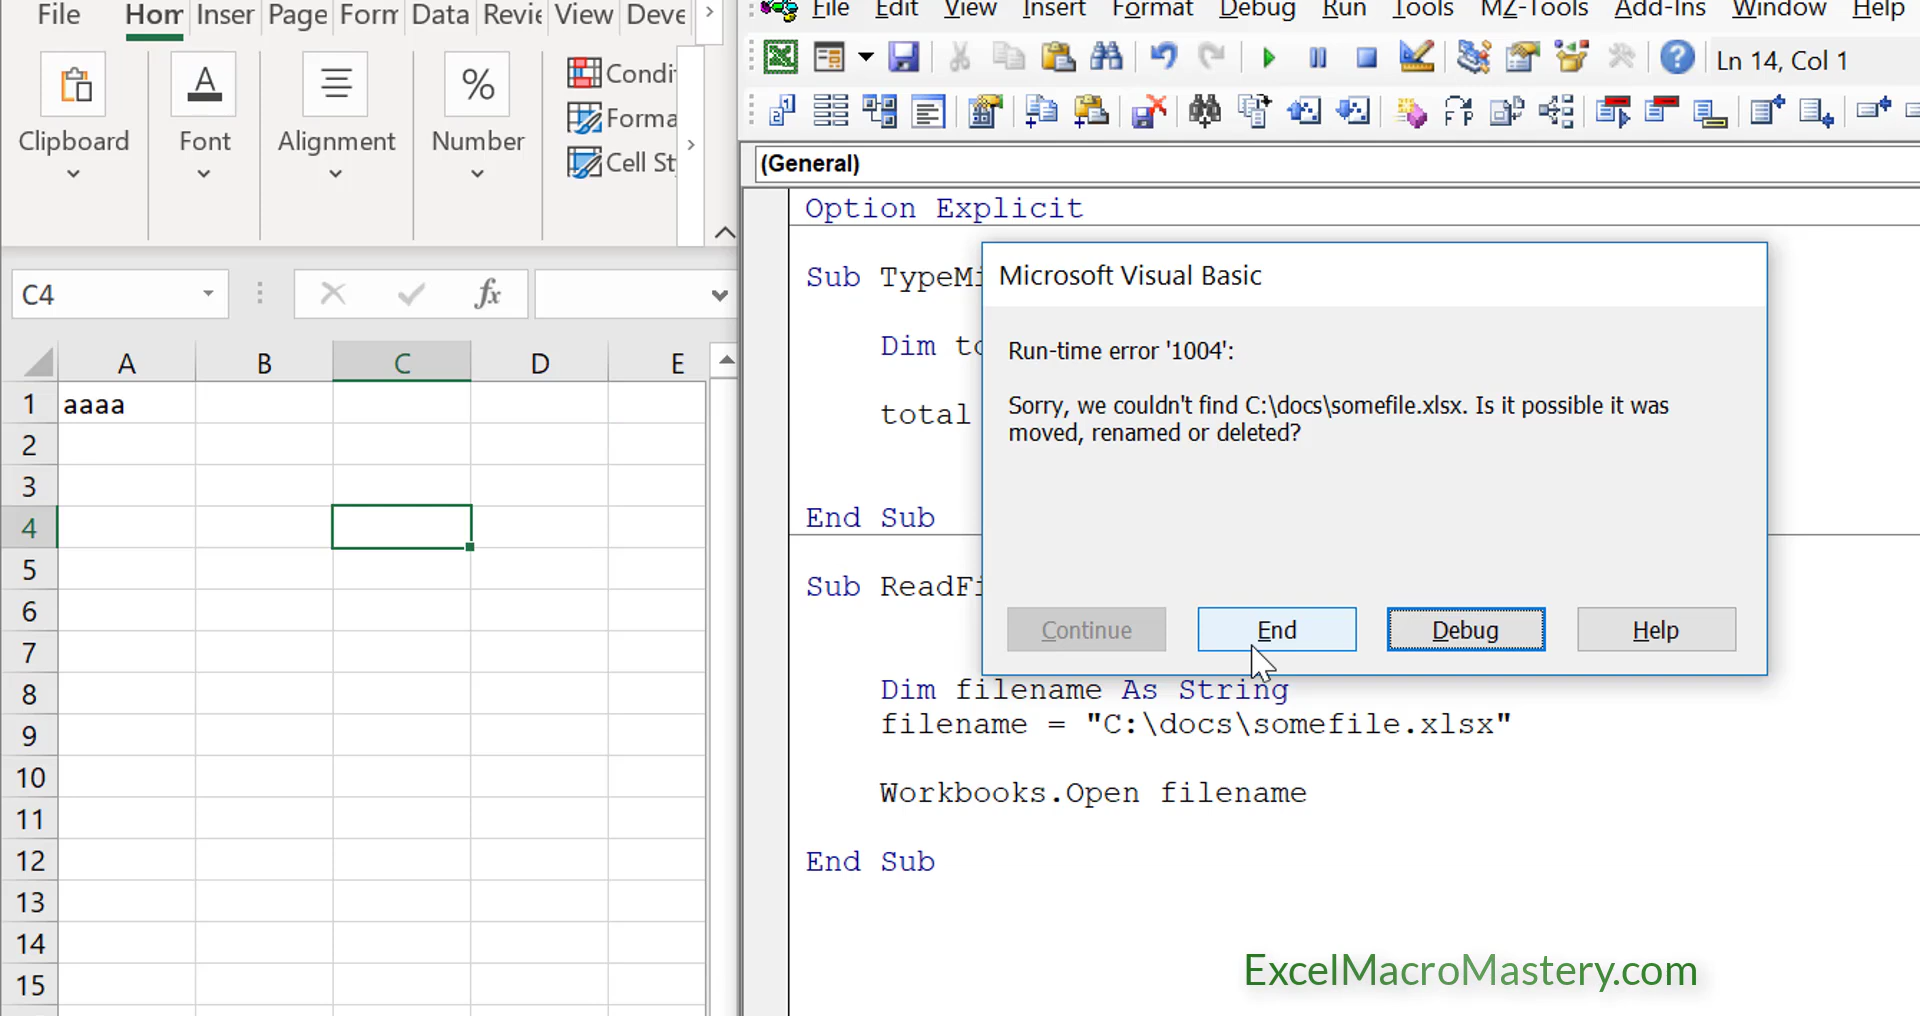 File Hom Inser Page Form Data Revie View Deve
Clipboard Font Alignment % Number
Condi
Forma
Cell St
C4 fx
A B C D E
1 aaaa
2
3
4
5
6
7
8
9
10
11
12
13
14
15
File Edit View Insert Format Debug Run Tools MZ-Tools Add-Ins Window Help
Ln 14, Col 1
(General)
Option Explicit
Sub TypeMi
Dim to
total
End Sub
Microsoft Visual Basic
Run-time error '1004':
Sorry, we couldn't find C:\docs\somefile.xlsx. Is it possible it was
moved, renamed or deleted?
Continue End Debug Help
Sub ReadFi
Dim filename As String
filename = "C:\docs\somefile.xlsx"
Workbooks.Open filename
End Sub
ExcelMacroMastery.com